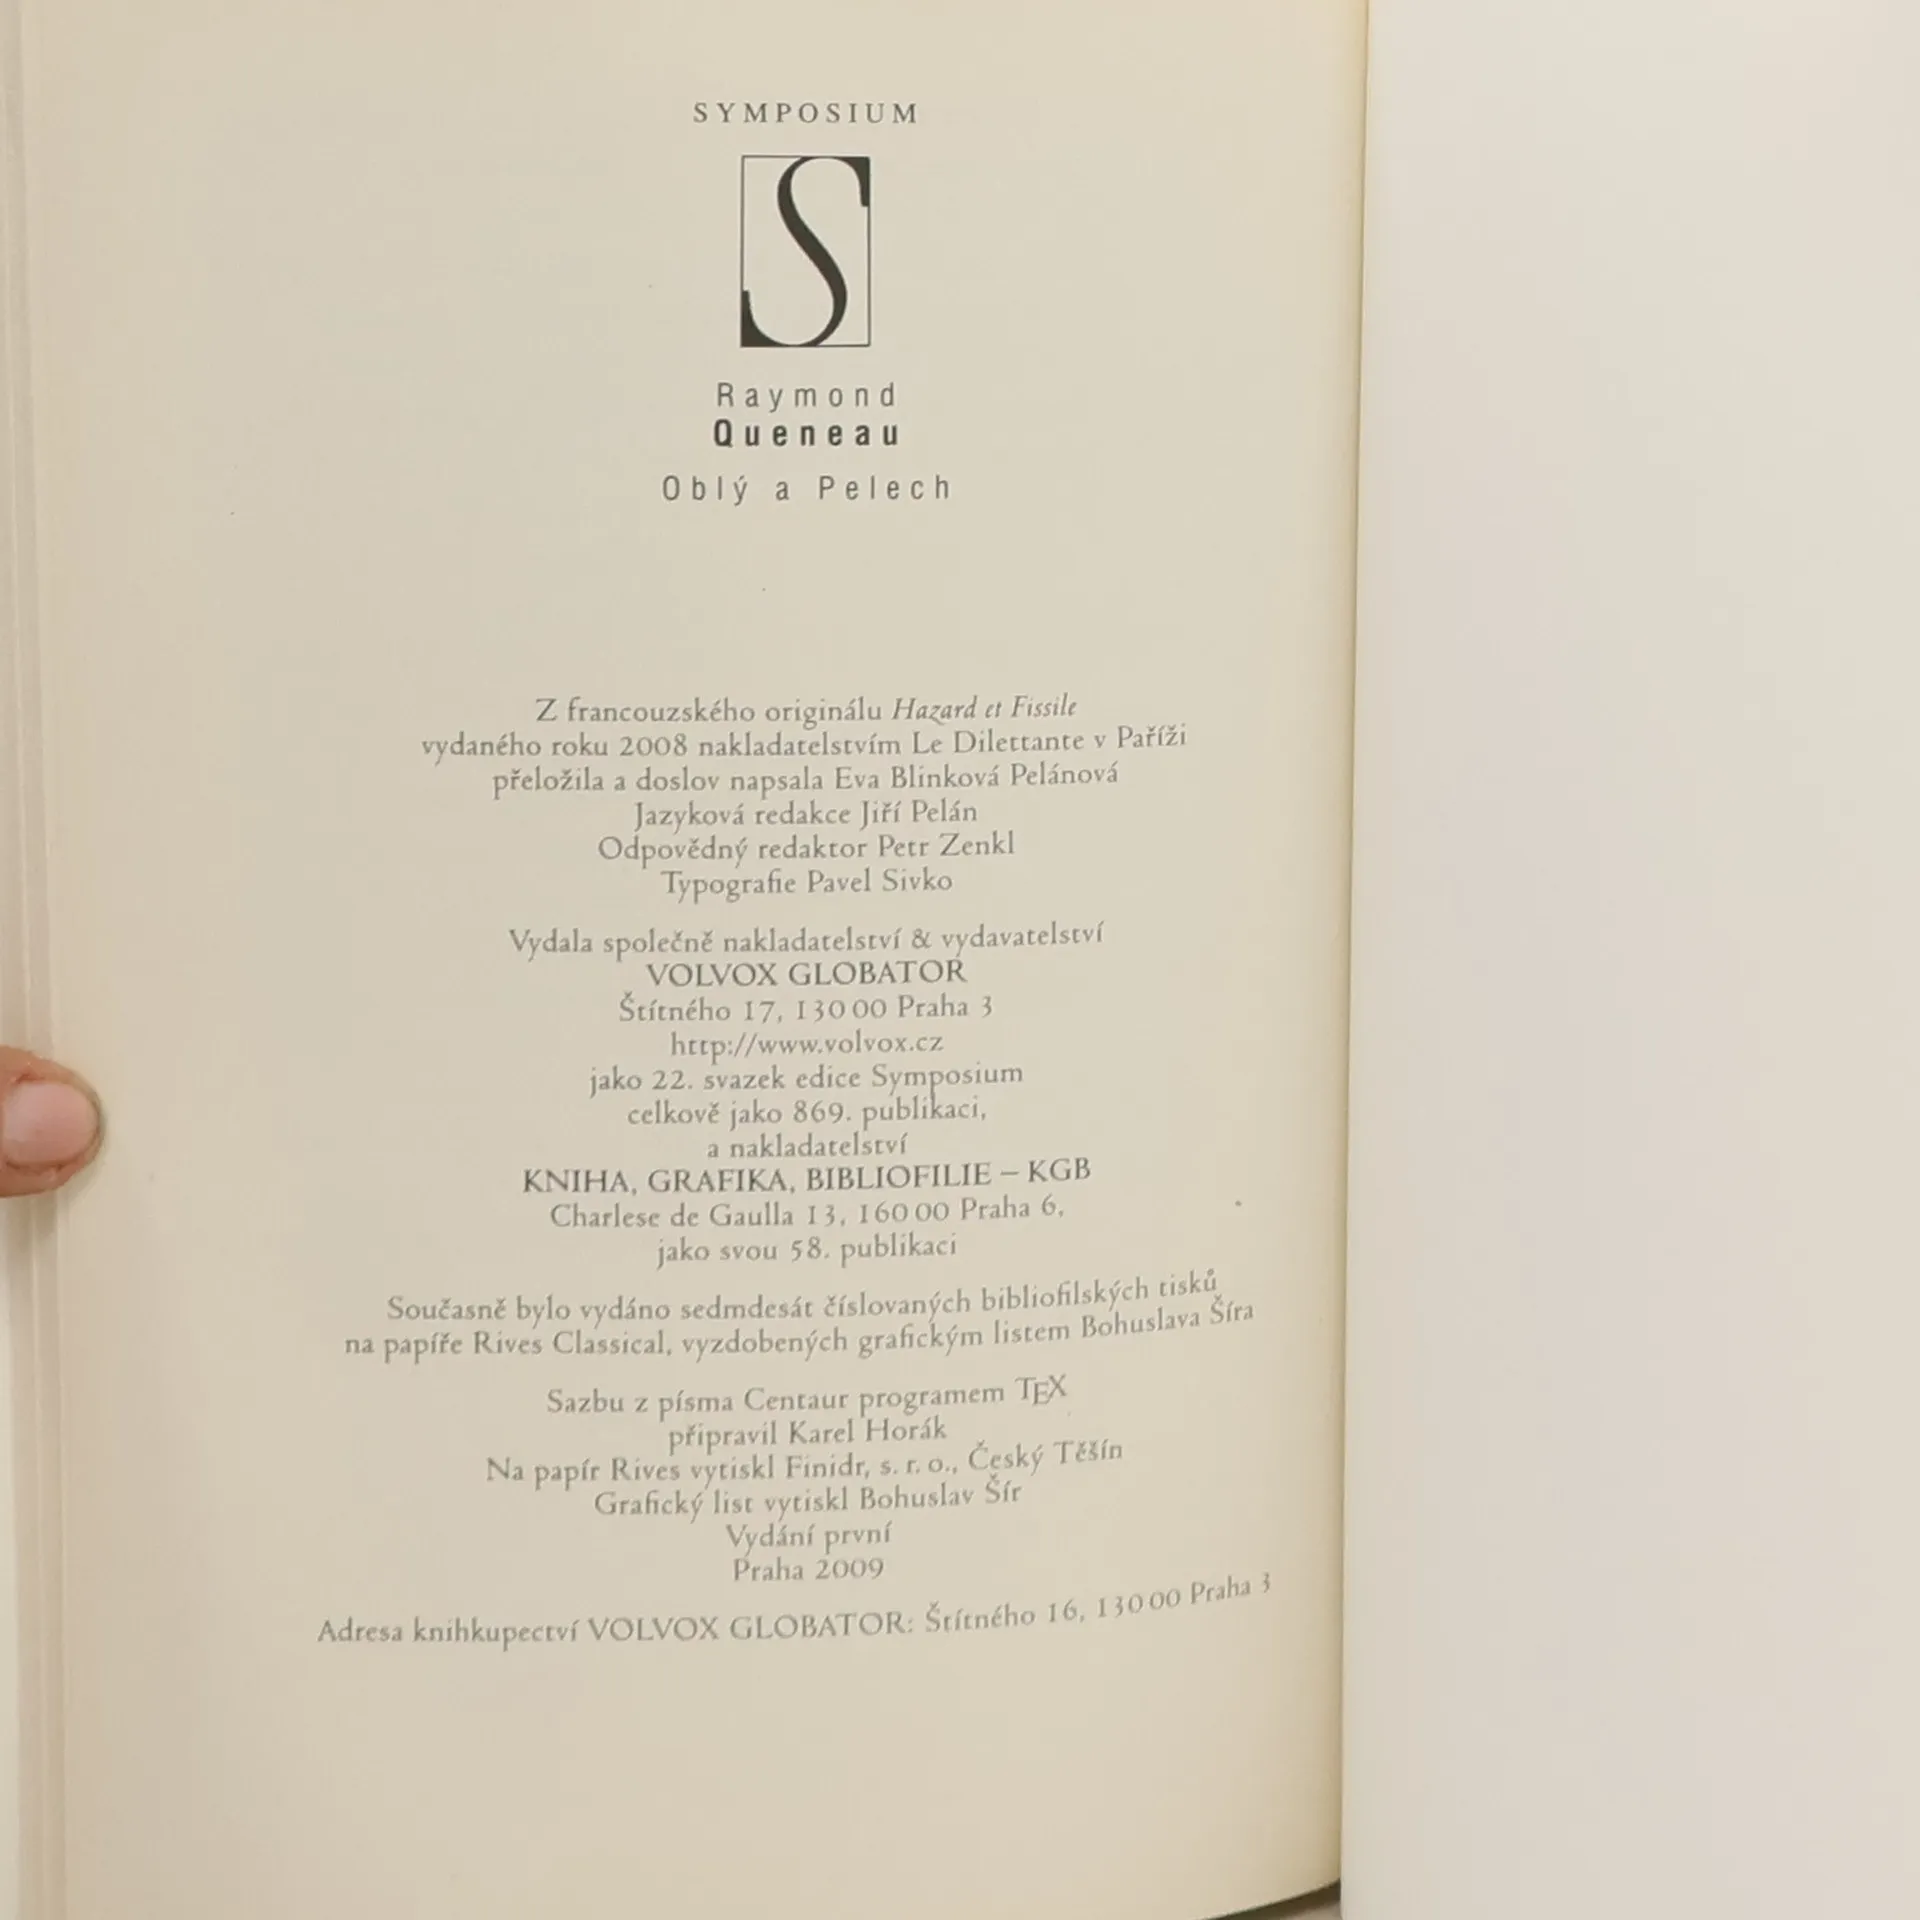 SYMPOSIUM
S
Raymond
Queneau
Oblý a Pelech
Z francouzského originálu Hazard et Fissile
vydaného roku 2008 nakladatelstvím Le Dilettante v Paříži
přeložila a doslov napsala Eva Blinková Pelánová
Jazyková redakce Jiří Pelán
Odpovědný redaktor Petr Zenkl
Typografie Pavel Sivko
Vydala společně nakladatelství & vydavatelství
VOLVOX GLOBATOR
Štítného 17, 130 00 Praha 3
http://www.volvox.cz
jako 22. svazek edice Symposium
celkově jako 869. publikaci,
a nakladatelství
KNIHA, GRAFIKA, BIBLIOFILIE – KGB
Charlese de Gaulla 13, 160 00 Praha 6,
jako svou 58. publikaci
Současně bylo vydáno sedmdesát číslovaných bibliofilských tisků
na papíře Rives Classical, vyzdobených grafickým listem Bohuslava Šíra
Sazbu z písma Centaur programem TEX
připravil Karel Horák
Na papír Rives vytiskl Finidr, s. r. o., Český Těšín
Grafický list vytiskl Bohuslav Šír
Vydání první
Praha 2009
Adresa knihkupectví VOLVOX GLOBATOR: Štítného 16, 130 00 Praha 3